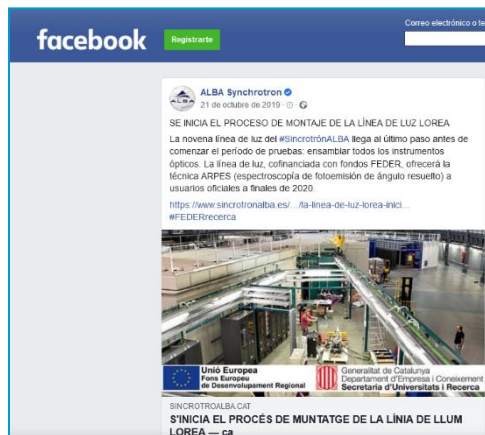 Correo electrónico o te
facebook
Registrarte
ALBA Synchrotron
21 de octubre de 2019 ·
ALBA
SE INICIA EL PROCESO DE MONTAJE DE LA LÍNEA DE LUZ LOREA
La novena línea de luz del #SincrotrónALBA llega al último paso antes de
comenzar el período de pruebas: ensamblar todos los instrumentos
ópticos. La línea de luz, cofinanciada con fondos FEDER, ofrecerá la
técnica ARPES (espectroscopía de fotoemisión de ángulo resuelto) a
usuarios oficiales a finales de 2020.
https://www.sincrotronalba.es/.../la-linea-de-luz-lorea-inici...
#FEDERrecerca
Unió Europea
Fons Europeu
de Desenvolupament Regional
Generalitat de Catalunya
Departament d'Empresa i Coneixement
Secretaria d'Universitats i Recerca
SINCROTROALBA.CAT
S'INICIA EL PROCÉS DE MUNTATGE DE LA LÍNIA DE LLUM
LOREA — ca